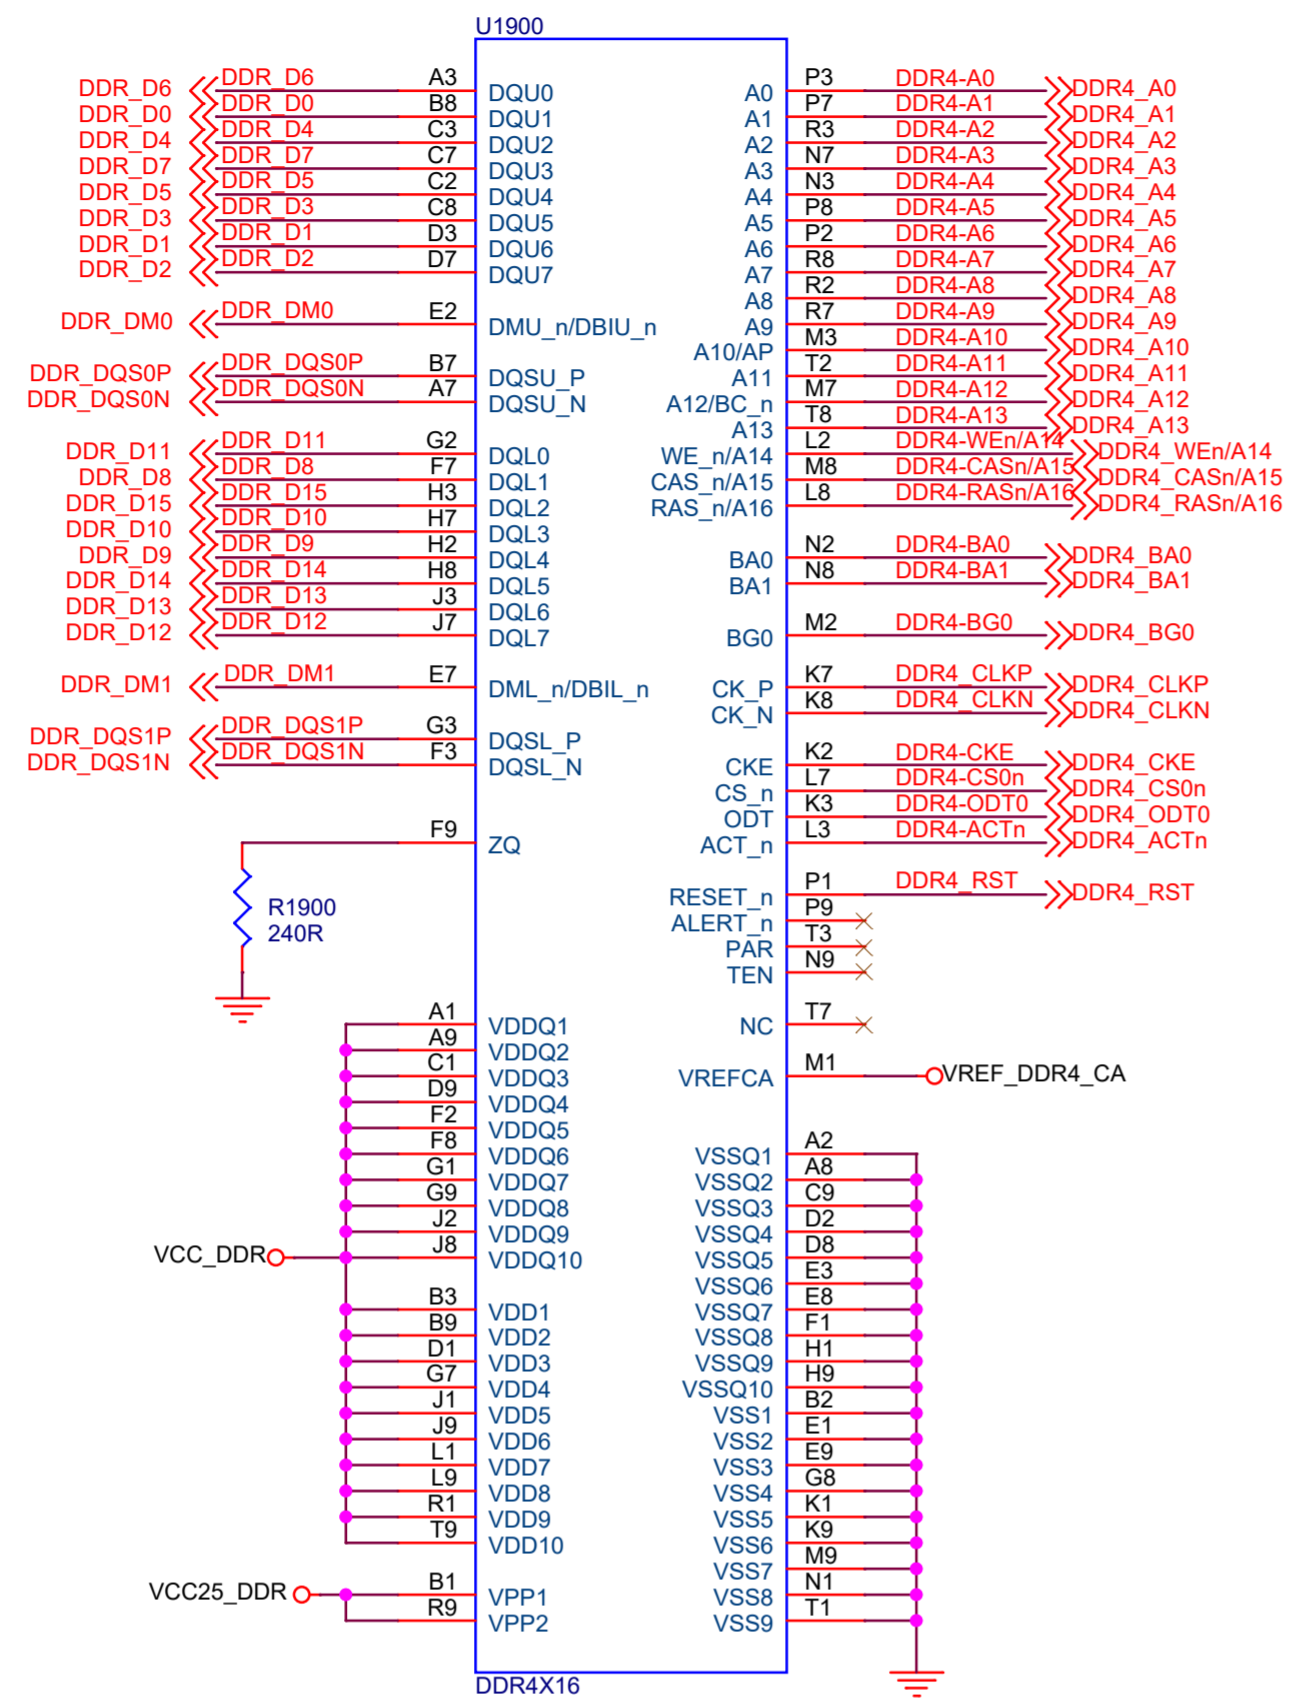 U1900
DDR_D6 DDR_D6 A3 DQU0 A0 P3 DDR4-A0 DDR4_A0
DDR_D0 DDR_D0 B8 DQU1 A1 P7 DDR4-A1 DDR4_A1
DDR_D4 DDR_D4 C3 DQU2 A2 R3 DDR4-A2 DDR4_A2
DDR_D7 DDR_D7 C7 DQU3 A3 N7 DDR4-A3 DDR4_A3
DDR_D5 DDR_D5 C2 DQU4 A4 N3 DDR4-A4 DDR4_A4
DDR_D3 DDR_D3 C8 DQU5 A5 P8 DDR4-A5 DDR4_A5
DDR_D1 DDR_D1 D3 DQU6 A6 P2 DDR4-A6 DDR4_A6
DDR_D2 DDR_D2 D7 DQU7 A7 R8 DDR4-A7 DDR4_A7
A8 R2 DDR4-A8 DDR4_A8
DDR_DM0 DDR_DM0 E2 DMU_n/DBIU_n A9 R7 DDR4-A9 DDR4_A9
A10/AP M3 DDR4-A10 DDR4_A10
DDR_DQS0P DDR_DQS0P B7 DQSU_P A11 T2 DDR4-A11 DDR4_A11
DDR_DQS0N DDR_DQS0N A7 DQSU_N A12/BC_n M7 DDR4-A12 DDR4_A12
A13 T8 DDR4-A13 DDR4_A13
DDR_D11 DDR_D11 G2 DQL0 WE_n/A14 L2 DDR4-WEn/A14 DDR4_WEn/A14
DDR_D8 DDR_D8 F7 DQL1 CAS_n/A15 M8 DDR4-CASn/A15 DDR4_CASn/A15
DDR_D15 DDR_D15 H3 DQL2 RAS_n/A16 L8 DDR4-RASn/A16 DDR4_RASn/A16
DDR_D10 DDR_D10 H7 DQL3
DDR_D9 DDR_D9 H2 DQL4 BA0 N2 DDR4-BA0 DDR4_BA0
DDR_D14 DDR_D14 H8 DQL5 BA1 N8 DDR4-BA1 DDR4_BA1
DDR_D13 DDR_D13 J3 DQL6
DDR_D12 DDR_D12 J7 DQL7 BG0 M2 DDR4-BG0 DDR4_BG0
DDR_DM1 DDR_DM1 E7 DML_n/DBIL_n CK_P K7 DDR4_CLKP DDR4_CLKP
CK_N K8 DDR4_CLKN DDR4_CLKN
DDR_DQS1P DDR_DQS1P G3 DQSL_P
DDR_DQS1N DDR_DQS1N F3 DQSL_N CKE K2 DDR4-CKE DDR4_CKE
CS_n L7 DDR4-CS0n DDR4_CS0n
ODT K3 DDR4-ODT0 DDR4_ODT0
F9 ZQ ACT_n L3 DDR4-ACTn DDR4_ACTn
RESET_n P1 DDR4_RST DDR4_RST
R1900 ALERT_n P9
240R PAR T3
TEN N9
A1 VDDQ1 NC T7
A9 VDDQ2
C1 VDDQ3 VREFCA M1 VREF_DDR4_CA
D9 VDDQ4
F2 VDDQ5
F8 VDDQ6 VSSQ1 A2
G1 VDDQ7 VSSQ2 A8
G9 VDDQ8 VSSQ3 C9
J2 VDDQ9 VSSQ4 D2
VCC_DDR J8 VDDQ10 VSSQ5 D8
VSSQ6 E3
B3 VDD1 VSSQ7 E8
B9 VDD2 VSSQ8 F1
D1 VDD3 VSSQ9 H1
G7 VDD4 VSSQ10 H9
J1 VDD5 VSS1 B2
J9 VDD6 VSS2 E1
L1 VDD7 VSS3 E9
L9 VDD8 VSS4 G8
R1 VDD9 VSS5 K1
T9 VDD10 VSS6 K9
VSS7 M9
VCC25_DDR B1 VPP1 VSS8 N1
R9 VPP2 VSS9 T1
DDR4X16